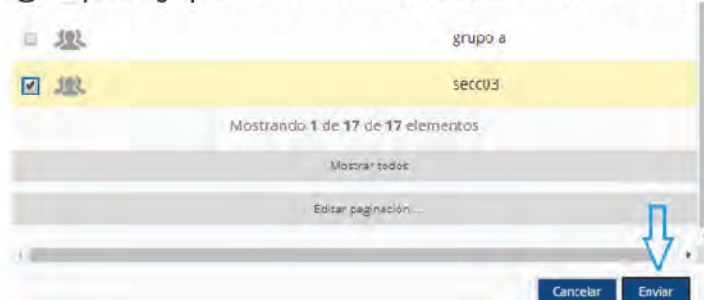 grupo a
secc03
Mostrando 1 de 17 de 17 elementos
Mostrar todos
Editar paginación ...
Cancelar Enviar